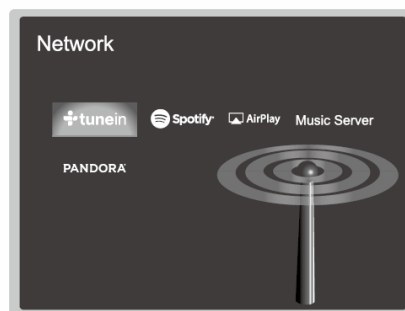 Network
tunein
Spotify
AirPlay
Music Server
PANDORA